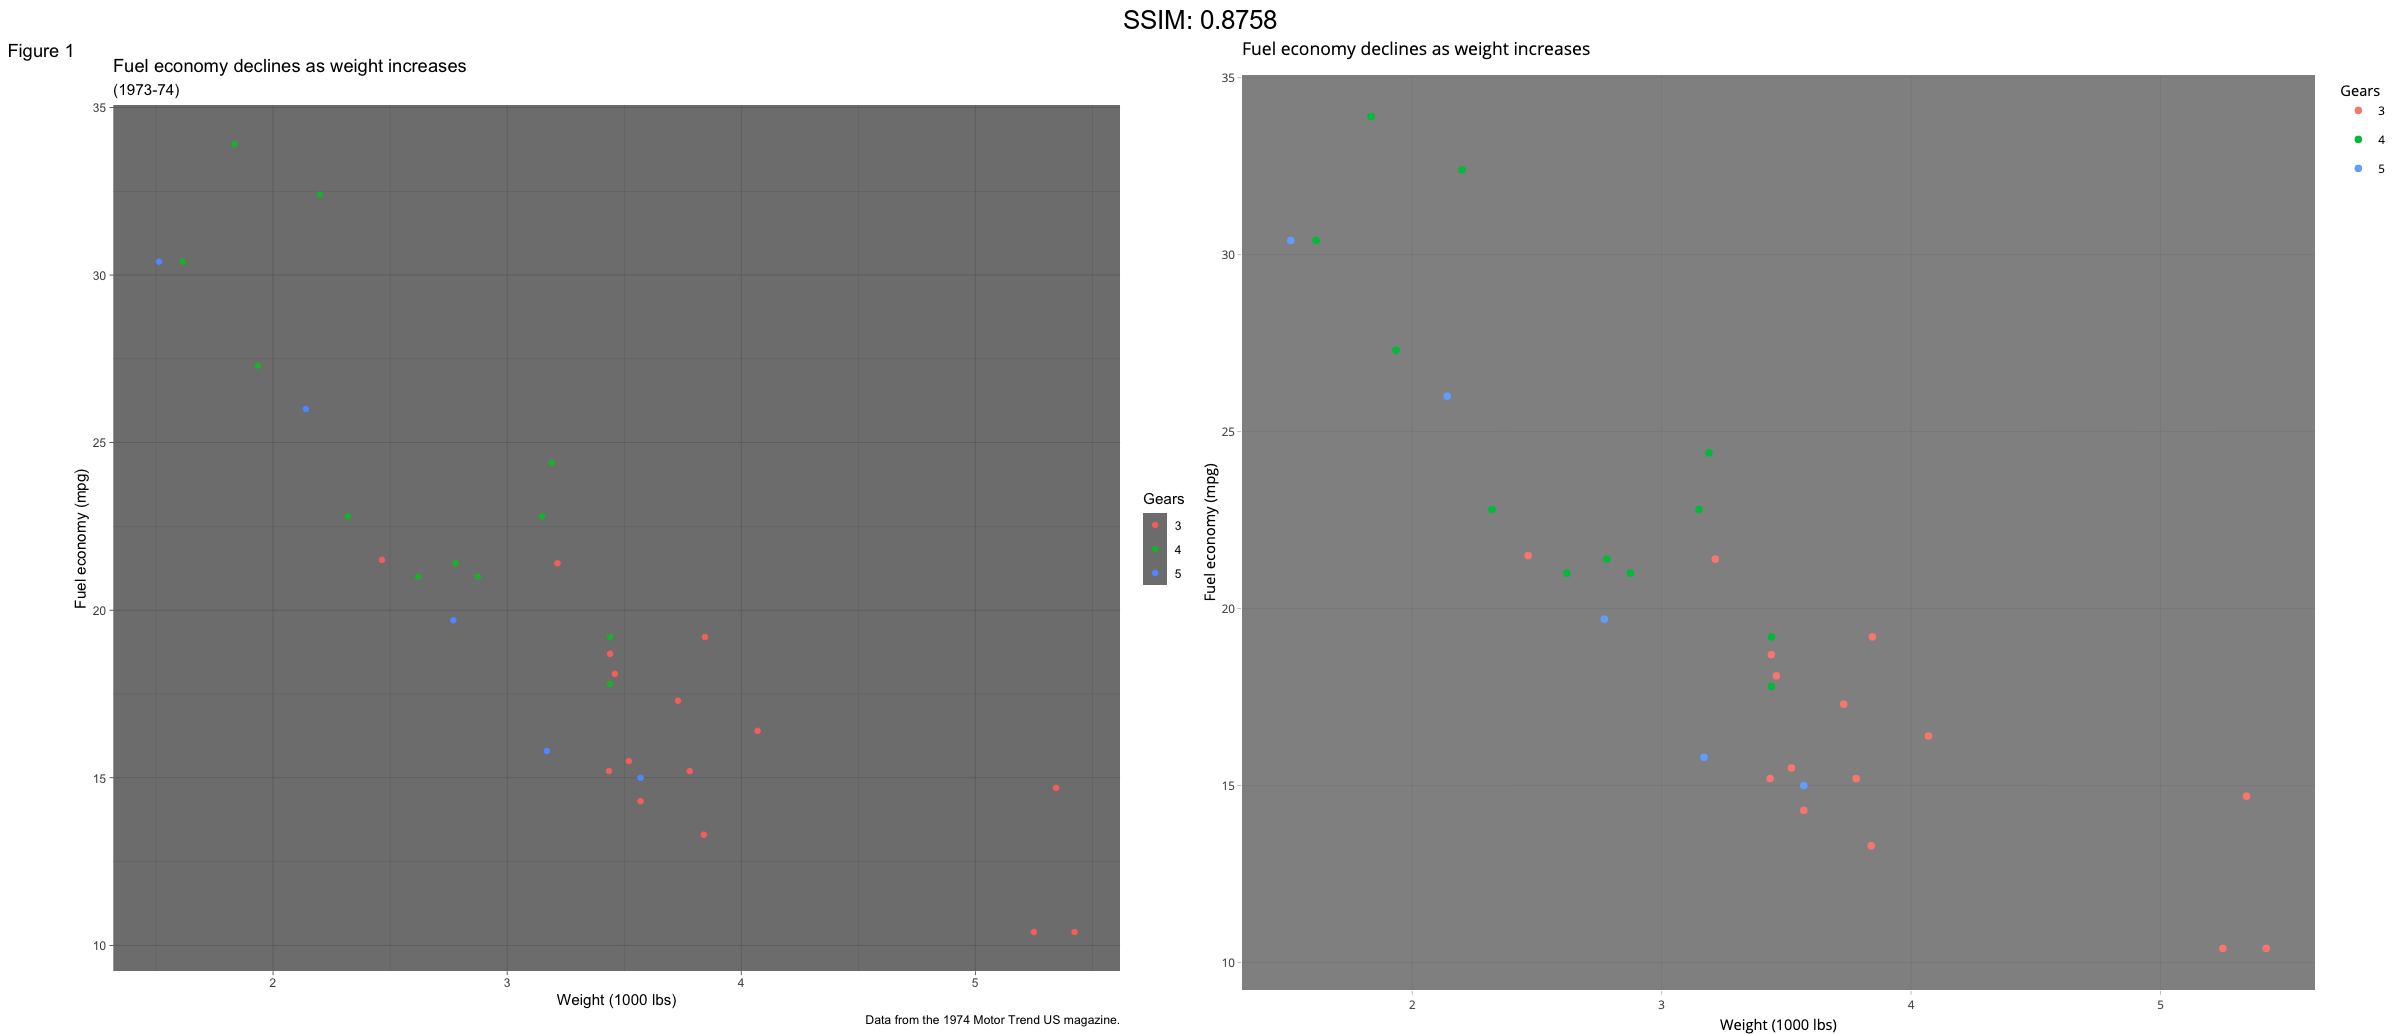 SSIM: 0.8758
Figure 1
Fuel economy declines as weight increases
(1973-74)
35
30
25
20
15
10
Fuel economy (mpg)
2 3 4 5
Weight (1000 lbs)
Data from the 1974 Motor Trend US magazine.
Gears
3
4
5
Fuel economy declines as weight increases
35
30
25
20
15
10
Fuel economy (mpg)
2 3 4 5
Weight (1000 lbs)
Gears
3
4
5